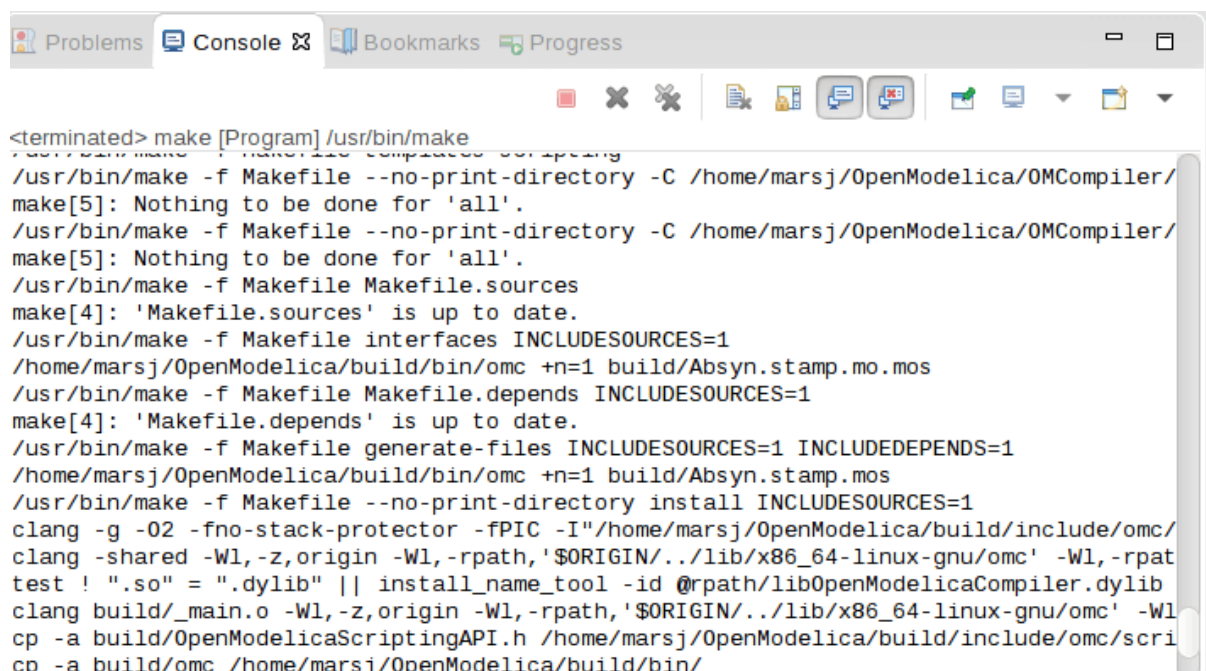 Problems Console Bookmarks Progress
<terminated> make [Program] /usr/bin/make
/usr/bin/make -f Makefile templates-scripting
/usr/bin/make -f Makefile --no-print-directory -C /home/marsj/OpenModelica/OMCompiler/
make[5]: Nothing to be done for 'all'.
/usr/bin/make -f Makefile --no-print-directory -C /home/marsj/OpenModelica/OMCompiler/
make[5]: Nothing to be done for 'all'.
/usr/bin/make -f Makefile Makefile.sources
make[4]: 'Makefile.sources' is up to date.
/usr/bin/make -f Makefile interfaces INCLUDESOURCES=1
/home/marsj/OpenModelica/build/bin/omc +n=1 build/Absyn.stamp.mo.mos
/usr/bin/make -f Makefile Makefile.depends INCLUDESOURCES=1
make[4]: 'Makefile.depends' is up to date.
/usr/bin/make -f Makefile generate-files INCLUDESOURCES=1 INCLUDEDEPENDS=1
/home/marsj/OpenModelica/build/bin/omc +n=1 build/Absyn.stamp.mos
/usr/bin/make -f Makefile --no-print-directory install INCLUDESOURCES=1
clang -g -O2 -fno-stack-protector -fPIC -I"/home/marsj/OpenModelica/build/include/omc/
clang -shared -Wl,-z,origin -Wl,-rpath,'$ORIGIN/../lib/x86_64-linux-gnu/omc' -Wl,-rpat
test ! ".so" = ".dylib" || install_name_tool -id @rpath/libOpenModelicaCompiler.dylib
clang build/_main.o -Wl,-z,origin -Wl,-rpath,'$ORIGIN/../lib/x86_64-linux-gnu/omc' -Wl
cp -a build/OpenModelicaScriptingAPI.h /home/marsj/OpenModelica/build/include/omc/scri
cp -a build/omc /home/marsj/OpenModelica/build/bin/